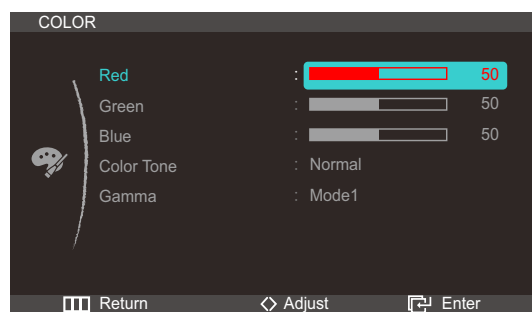 COLOR
Red : 50
Green : 50
Blue : 50
Color Tone : Normal
Gamma : Mode1
Return Adjust Enter